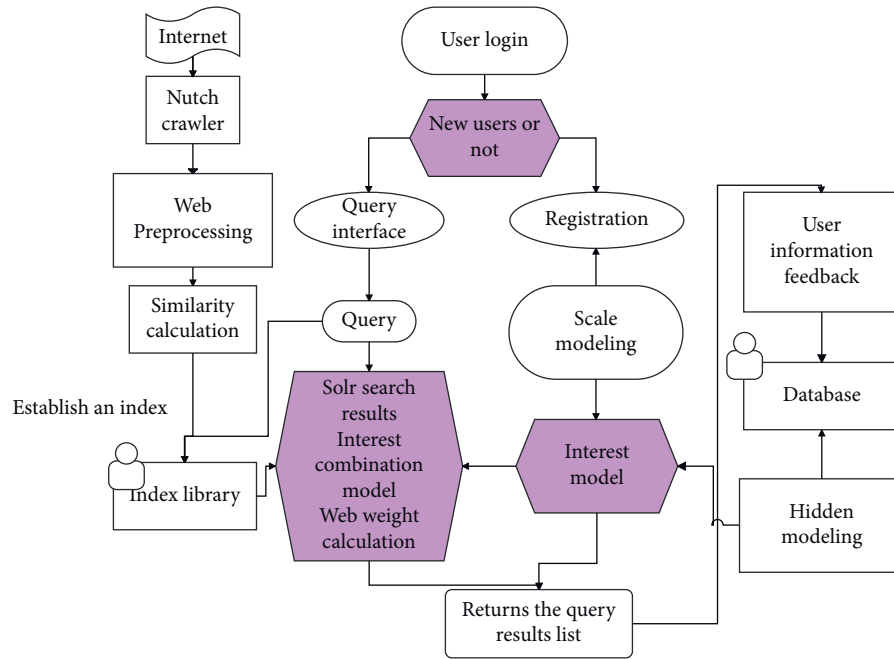 Internet
Nutch
crawler
Web
Preprocessing
Similarity
calculation
Establish an index
Index library
User login
New users or
not
Query
interface
Registration
Query
Scale
modeling
Solr search
results
Interest
combination
model
Web weight
calculation
Interest
model
Returns the query
results list
User
information
feedback
Database
Hidden
modeling